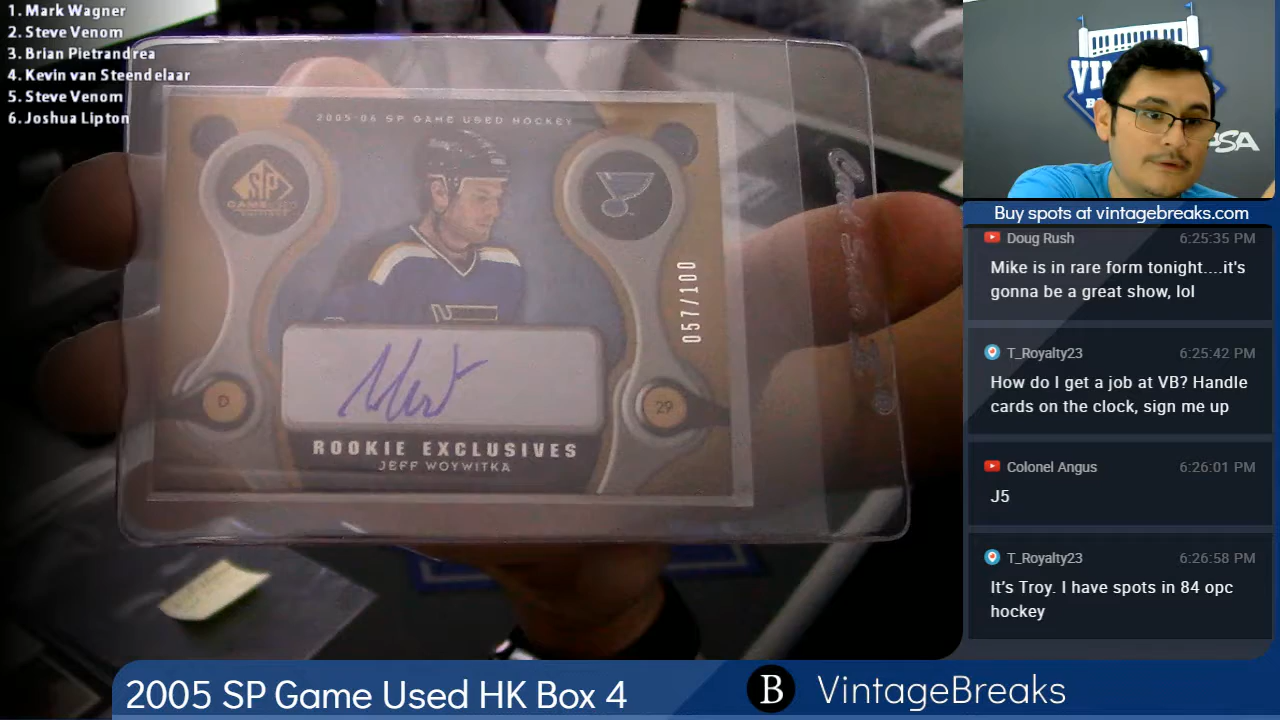 1. Mark Wagner
2. Steve Venom
3. Brian Pietrandrea
4. Kevin van Steendelaar
5. Steve Venom
6. Joshua Lipton
2005-06 SP GAME USED HOCKEY
SP
GAME USED
057/100
D
29
ROOKIE EXCLUSIVES
JEFF WOYWITKA
PSA
Buy spots at vintagebreaks.com
Doug Rush 6:25:35 PM
Mike is in rare form tonight....it's
gonna be a great show, lol
T_Royalty23 6:25:42 PM
How do I get a job at VB? Handle
cards on the clock, sign me up
Colonel Angus 6:26:01 PM
J5
T_Royalty23 6:26:58 PM
It's Troy. I have spots in 84 opc
hockey
2005 SP Game Used HK Box 4
B VintageBreaks